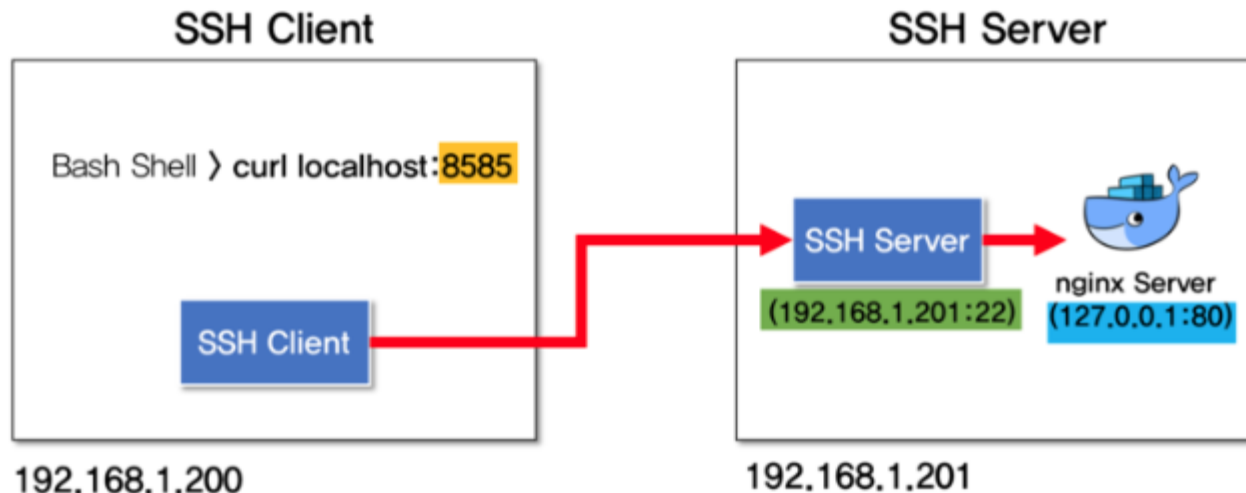 SSH Client
SSH Server
Bash Shell > curl localhost:8585
SSH Server
nginx Server
(192.168.1.201:22)
(127.0.0.1:80)
SSH Client
192.168.1.200
192.168.1.201